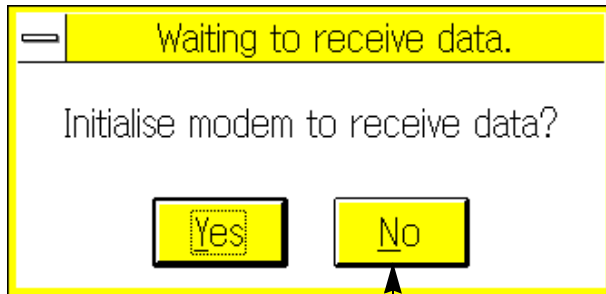 Waiting to receive data.
Initialise modem to receive data?
Yes No